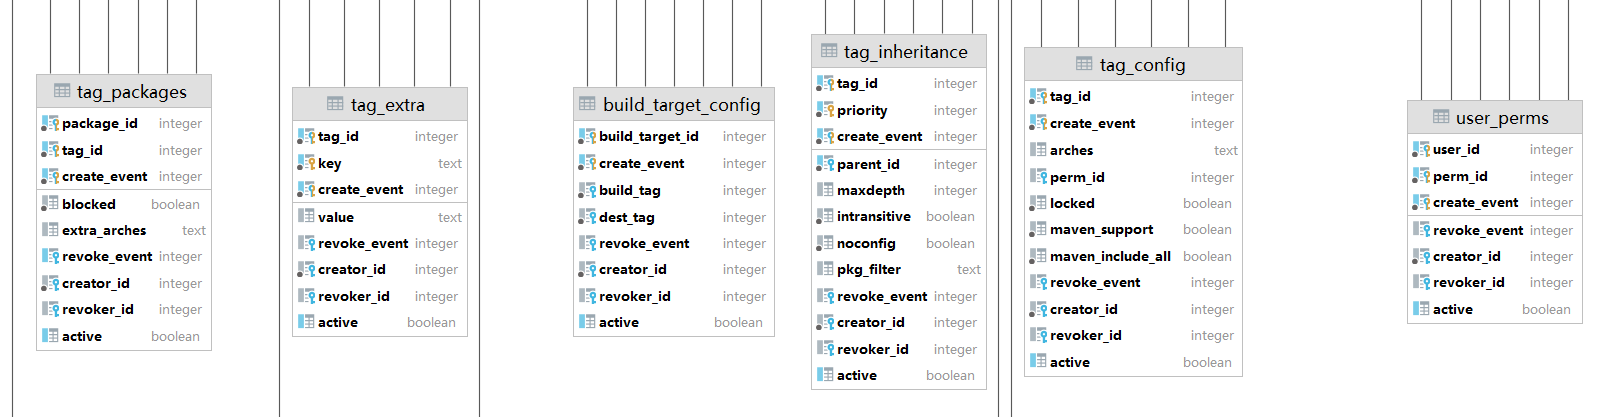 tag_packages
package_id integer
tag_id integer
create_event integer
blocked boolean
extra_arches text
revoke_event integer
creator_id integer
revoker_id integer
active boolean
tag_extra
tag_id integer
key text
create_event integer
value text
revoke_event integer
creator_id integer
revoker_id integer
active boolean
build_target_config
build_target_id integer
create_event integer
build_tag integer
dest_tag integer
revoke_event integer
creator_id integer
revoker_id integer
active boolean
tag_inheritance
tag_id integer
priority integer
create_event integer
parent_id integer
maxdepth integer
intransitive boolean
noconfig boolean
pkg_filter text
revoke_event integer
creator_id integer
revoker_id integer
active boolean
tag_config
tag_id integer
create_event integer
arches text
perm_id integer
locked boolean
maven_support boolean
maven_include_all boolean
revoke_event integer
creator_id integer
revoker_id integer
active boolean
user_perms
user_id integer
perm_id integer
create_event integer
revoke_event integer
creator_id integer
revoker_id integer
active boolean